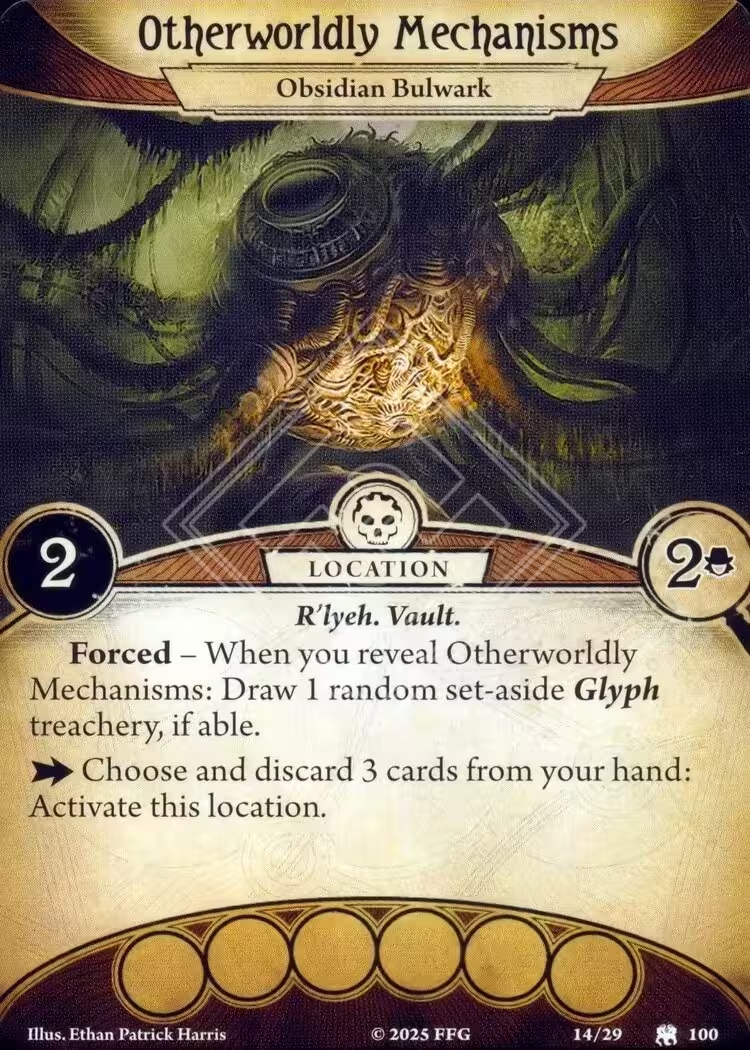 Otherworldly Mechanisms
Obsidian Bulwark
2
2
LOCATION
R'lyeh. Vault.
Forced – When you reveal Otherworldly
Mechanisms: Draw 1 random set-aside Glyph
treachery, if able.
Choose and discard 3 cards from your hand:
Activate this location.
Illus. Ethan Patrick Harris © 2025 FFG 14/29 100